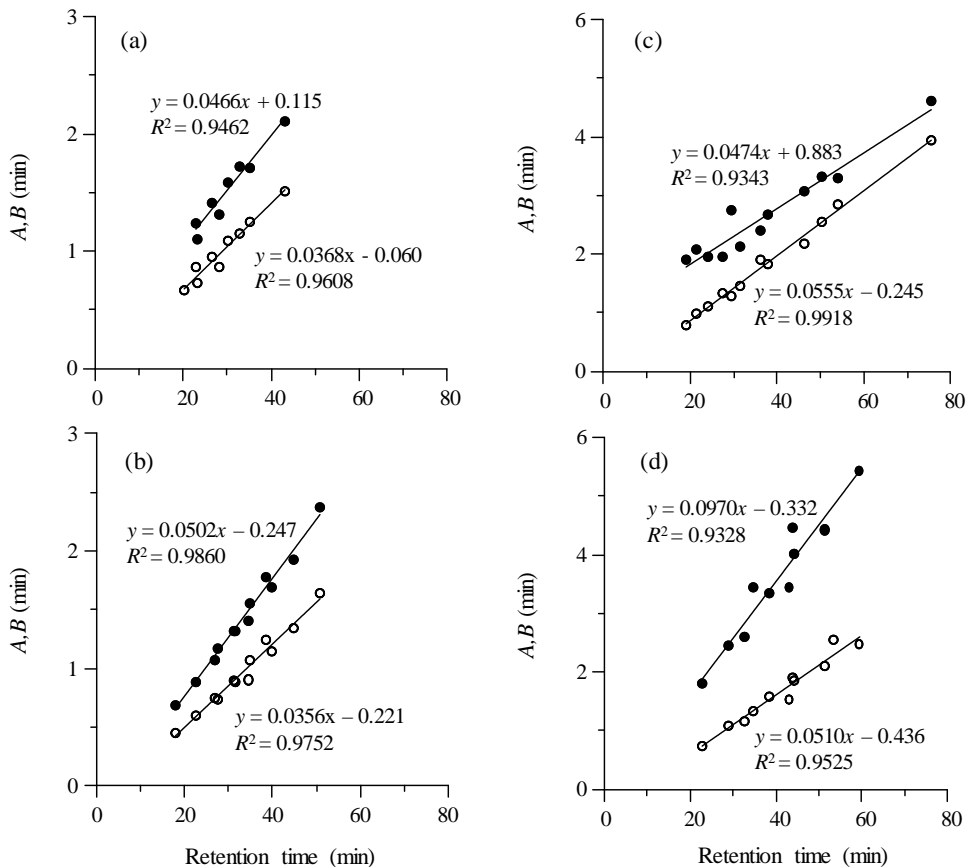 3
(a)
y = 0.0466x + 0.115
R² = 0.9462
2
A,B (min)
1
y = 0.0368x - 0.060
R² = 0.9608
0
0 20 40 60 80
3
(b)
y = 0.0502x – 0.247
R² = 0.9860
2
A,B (min)
1
y = 0.0356x – 0.221
R² = 0.9752
0
0 20 40 60 80
Retention time (min)
6
(c)
y = 0.0474x + 0.883
R² = 0.9343
4
A,B (min)
2
y = 0.0555x – 0.245
R² = 0.9918
0
0 20 40 60 80
6
(d)
y = 0.0970x – 0.332
R² = 0.9328
4
A,B (min)
2
y = 0.0510x – 0.436
R² = 0.9525
0
0 20 40 60 80
Retention time (min)